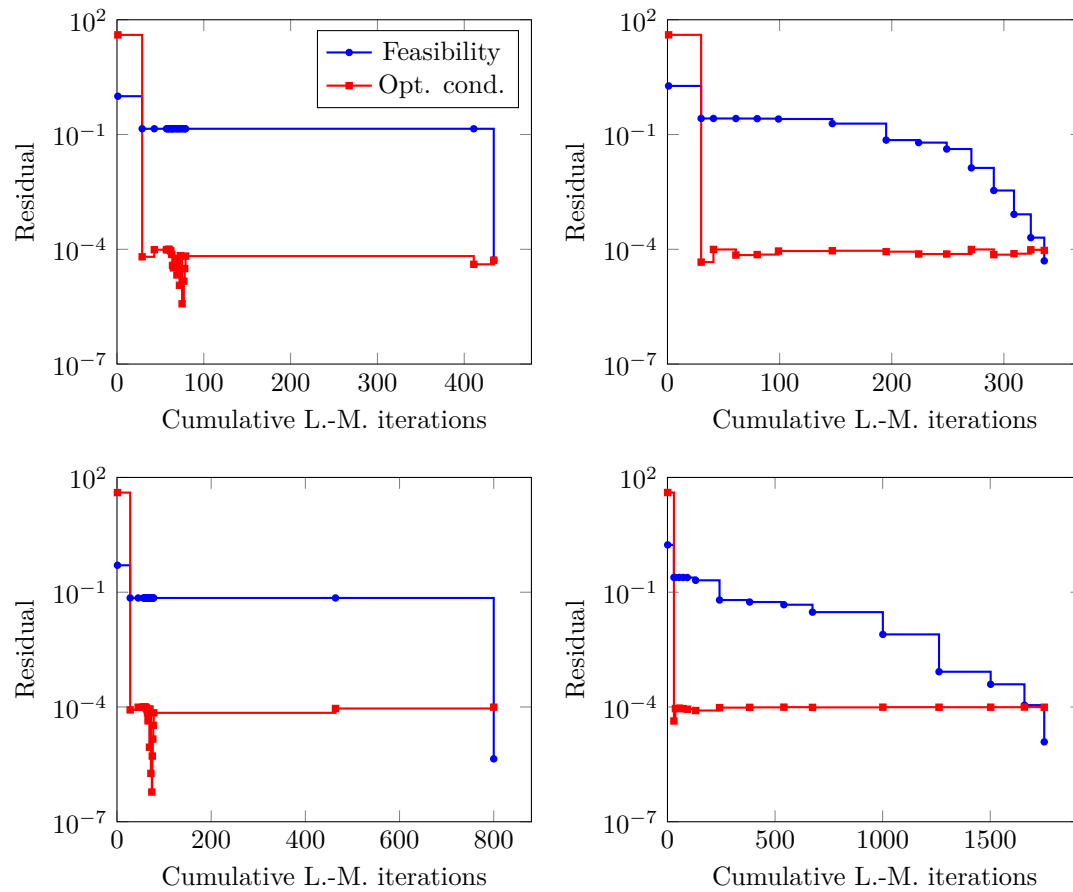 10^2
10^-1
10^-4
10^-7
Residual
0 100 200 300 400
Cumulative L.-M. iterations
Feasibility
Opt. cond.
10^2
10^-1
10^-4
10^-7
Residual
0 100 200 300
Cumulative L.-M. iterations
10^2
10^-1
10^-4
10^-7
Residual
0 200 400 600 800
Cumulative L.-M. iterations
10^2
10^-1
10^-4
10^-7
Residual
0 500 1000 1500
Cumulative L.-M. iterations